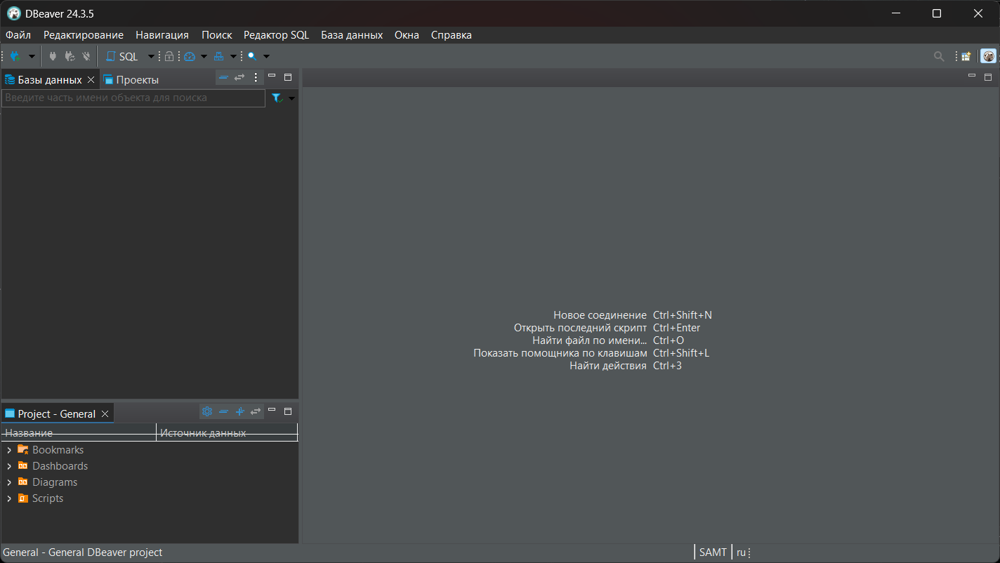 DBeaver 24.3.5
Файл Редактирование Навигация Поиск Редактор SQL База данных Окна Справка
SQL
Базы данных Проекты
Введите часть имени объекта для поиска
Новое соединение Ctrl+Shift+N
Открыть последний скрипт Ctrl+Enter
Найти файл по имени... Ctrl+O
Показать помощника по клавишам Ctrl+Shift+L
Найти действия Ctrl+3
Project - General
Название Источник данных
Bookmarks
Dashboards
Diagrams
Scripts
General - General DBeaver project SAMT ru